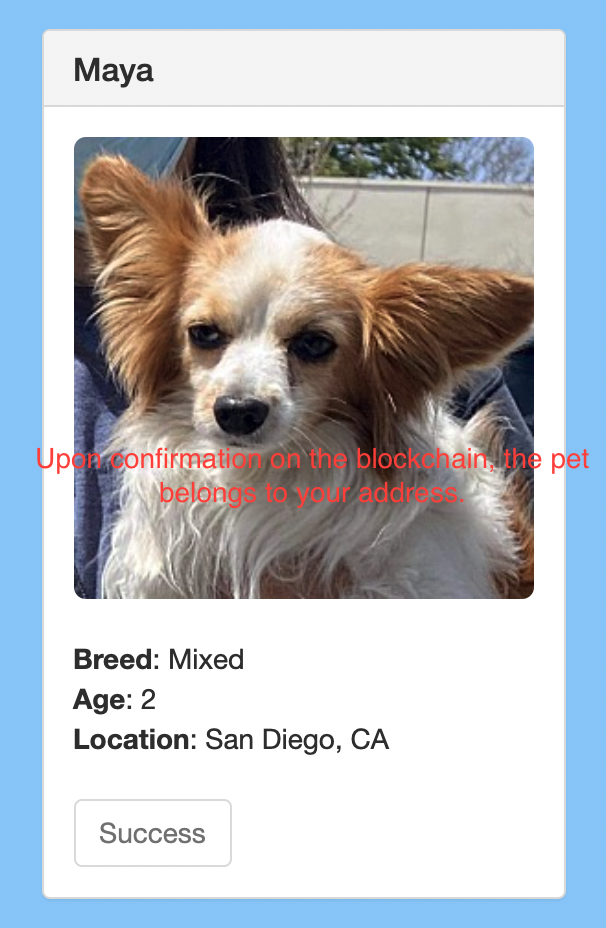 Maya
Upon confirmation on the blockchain, the pet
belongs to your address.
Breed: Mixed
Age: 2
Location: San Diego, CA
Success